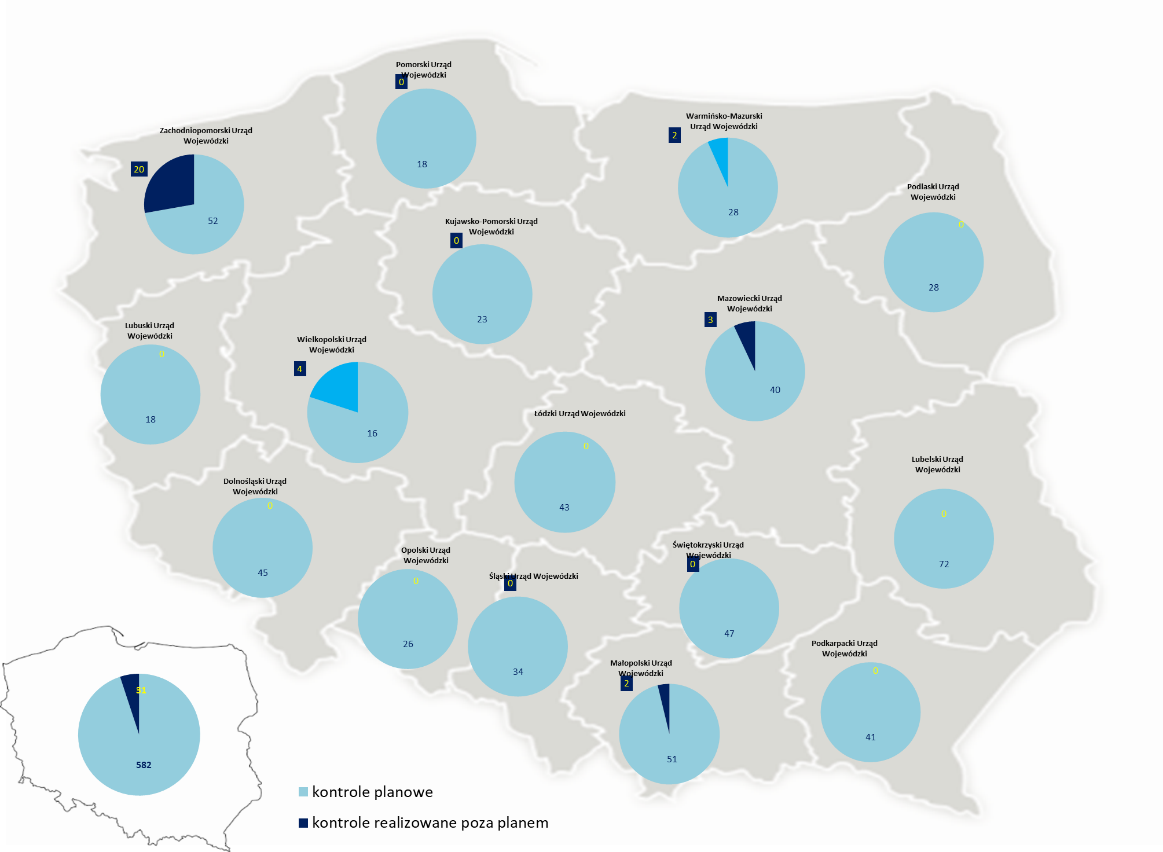 Pomorski Urząd
Wojewódzki
0
18
Zachodniopomorski Urząd
Wojewódzki
20
52
Warmińsko-Mazurski
Urząd Wojewódzki
2
28
Podlaski Urząd
Wojewódzki
0
28
Kujawsko-Pomorski Urząd
Wojewódzki
0
23
Mazowiecki Urząd
Wojewódzki
3
40
Lubuski Urząd
Wojewódzki
0
18
Wielkopolski Urząd
Wojewódzki
4
16
Łódzki Urząd Wojewódzki
0
43
Lubelski Urząd
Wojewódzki
0
72
Dolnośląski Urząd
Wojewódzki
0
45
Opolski Urząd
Wojewódzki
0
26
Śląski Urząd Wojewódzki
0
34
Świętokrzyski Urząd
Wojewódzki
0
47
Małopolski Urząd
Wojewódzki
2
51
Podkarpacki Urząd
Wojewódzki
0
41
31
582
kontrole planowe
kontrole realizowane poza planem